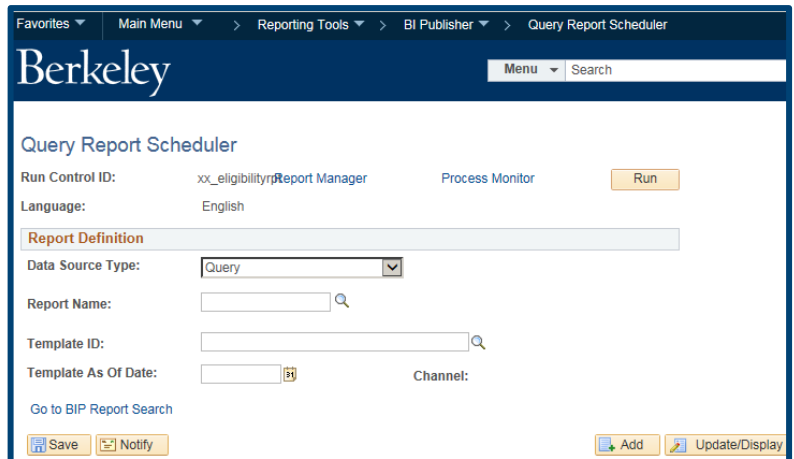 Favorites Main Menu > Reporting Tools > BI Publisher > Query Report Scheduler
Berkeley
Menu Search
Query Report Scheduler
Run Control ID: xx_eligibilityrpt Report Manager Process Monitor Run
Language: English
Report Definition
Data Source Type: Query
Report Name:
Template ID:
Template As Of Date: 31 Channel:
Go to BIP Report Search
Save Notify Add Update/Display